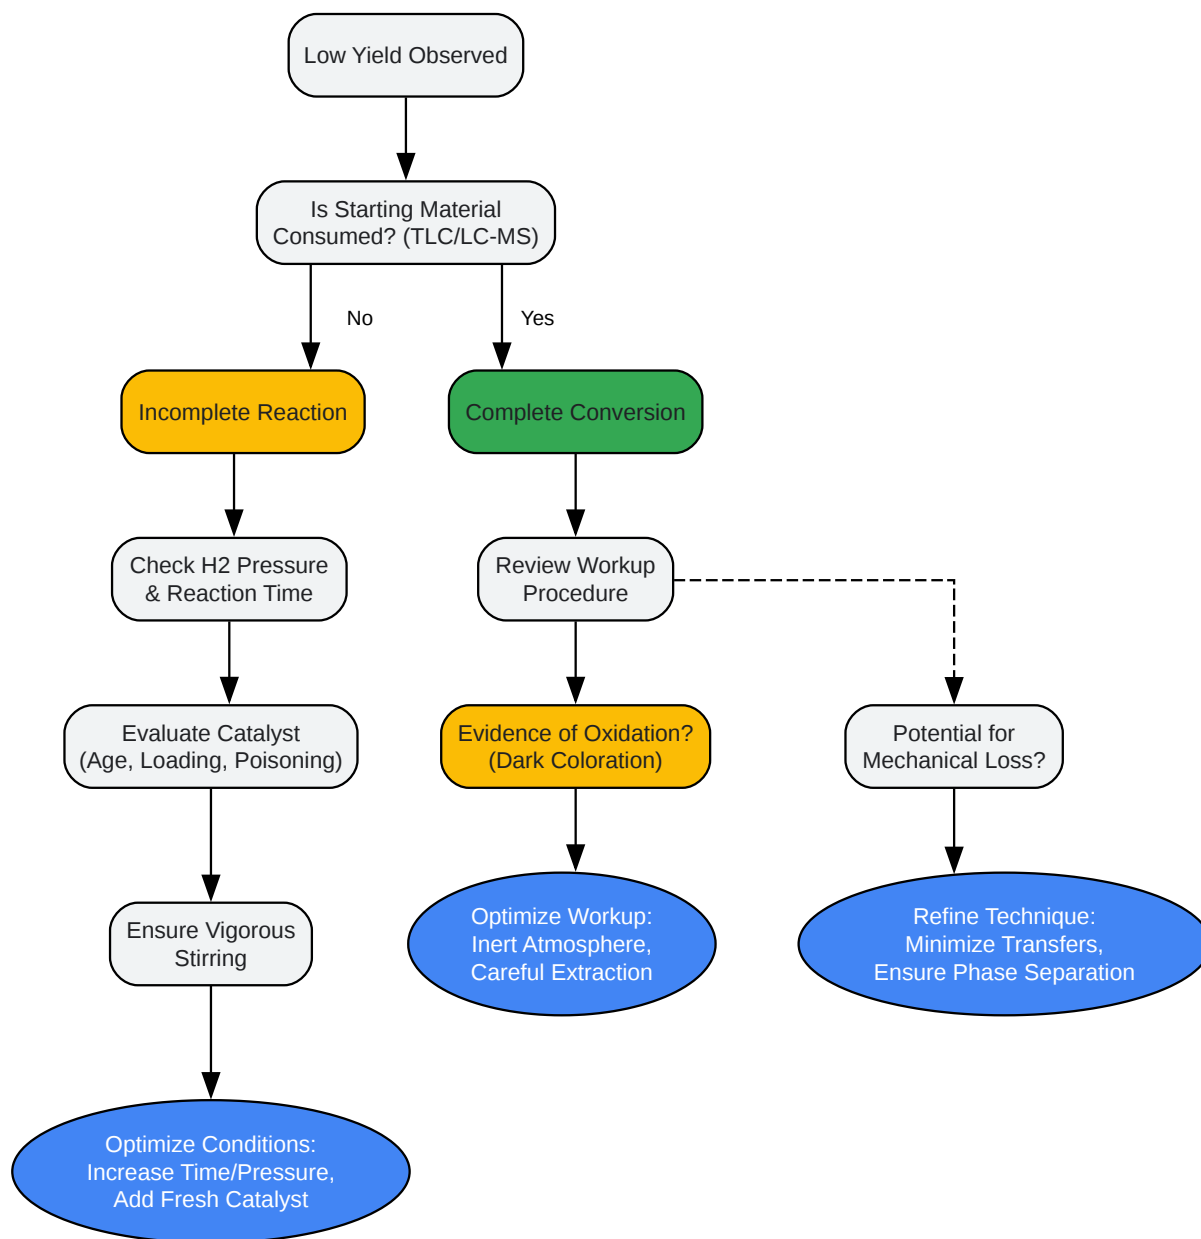 Low Yield Observed
Is Starting Material
Consumed? (TLC/LC-MS)
No
Yes
Incomplete Reaction
Complete Conversion
Check H2 Pressure
& Reaction Time
Review Workup
Procedure
Evaluate Catalyst
(Age, Loading, Poisoning)
Evidence of Oxidation?
(Dark Coloration)
Potential for
Mechanical Loss?
Ensure Vigorous
Stirring
Optimize Workup:
Inert Atmosphere,
Careful Extraction
Refine Technique:
Minimize Transfers,
Ensure Phase Separation
Optimize Conditions:
Increase Time/Pressure,
Add Fresh Catalyst